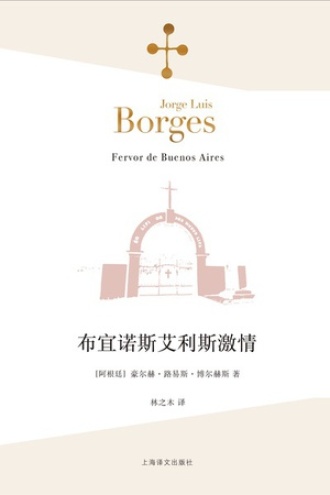 Jorge Luis
Borges
Fervor de Buenos Aires
布宜诺斯艾利斯激情
[阿根廷] 豪尔赫·路易斯·博尔赫斯 著
林之木 译
上海译文出版社